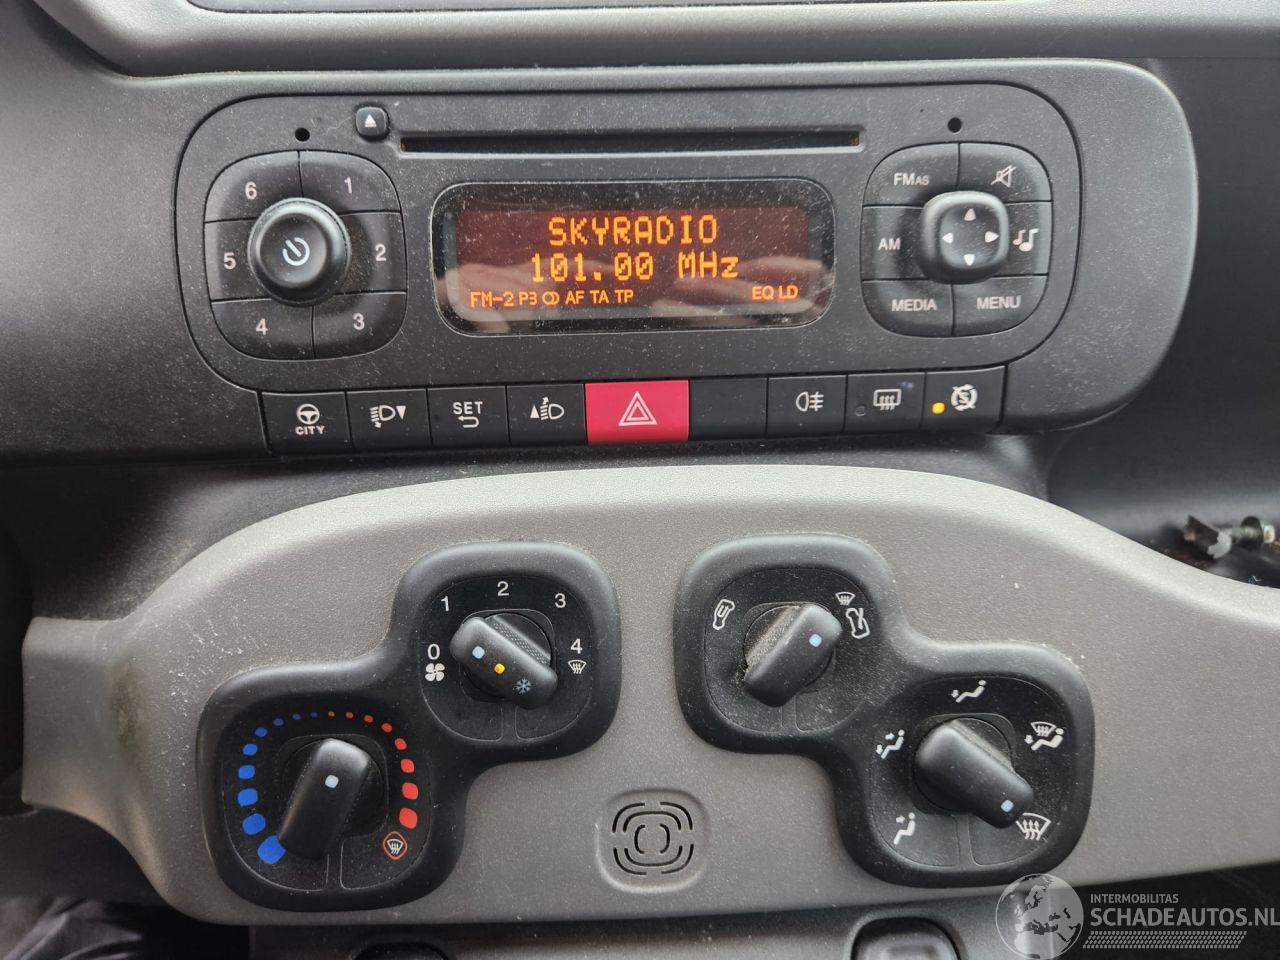 6 1
5 2
4 3
SKYRADIO
101.00 MHz
FM-2 P3 AF TA TP EQ LD
FMAS
AM
MEDIA MENU
CITY
SET
S
0 1 2 3 4
INTERMOBILITAS
SCHADEAUTOS.NL